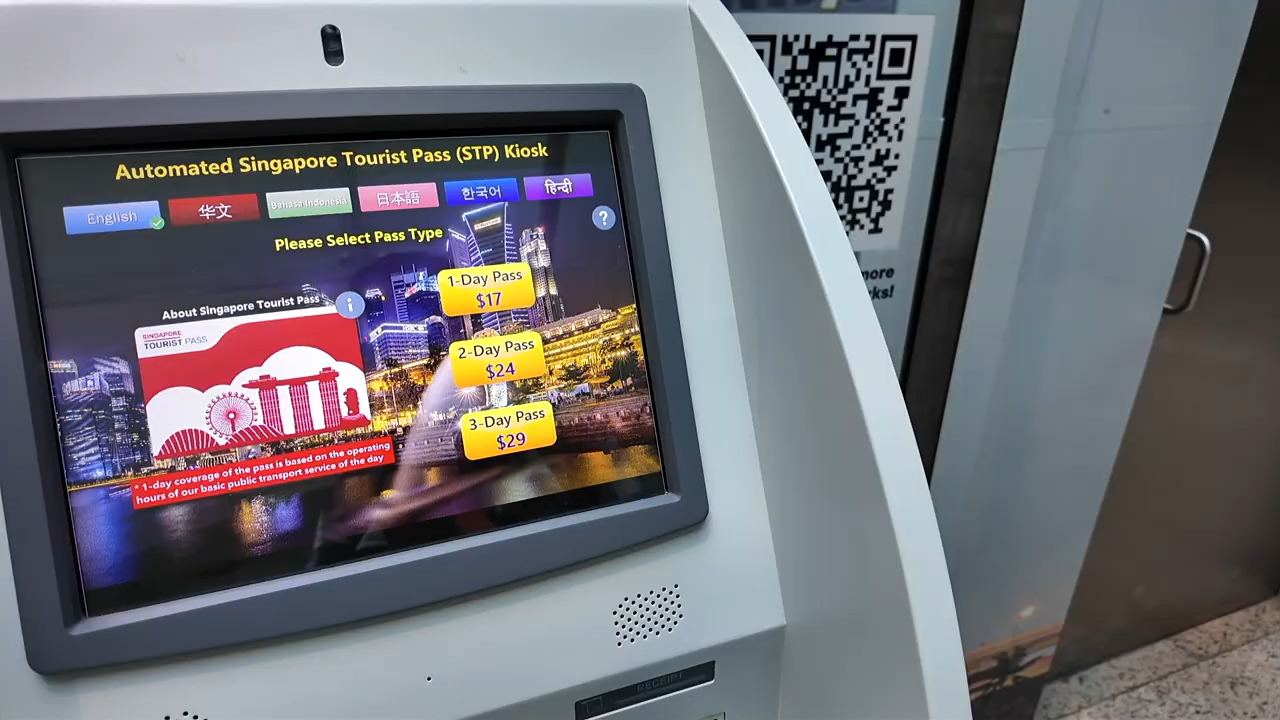 Automated Singapore Tourist Pass (STP) Kiosk
English
华文
Bahasa Indonesia
日本語
한국어
हिन्दी
?
Please Select Pass Type
About Singapore Tourist Pass
i
SINGAPORE
TOURIST PASS
1-Day Pass
$17
2-Day Pass
$24
3-Day Pass
$29
* 1-day coverage of the pass is based on the operating
hours of our basic public transport service of the day
more
RECEIPT